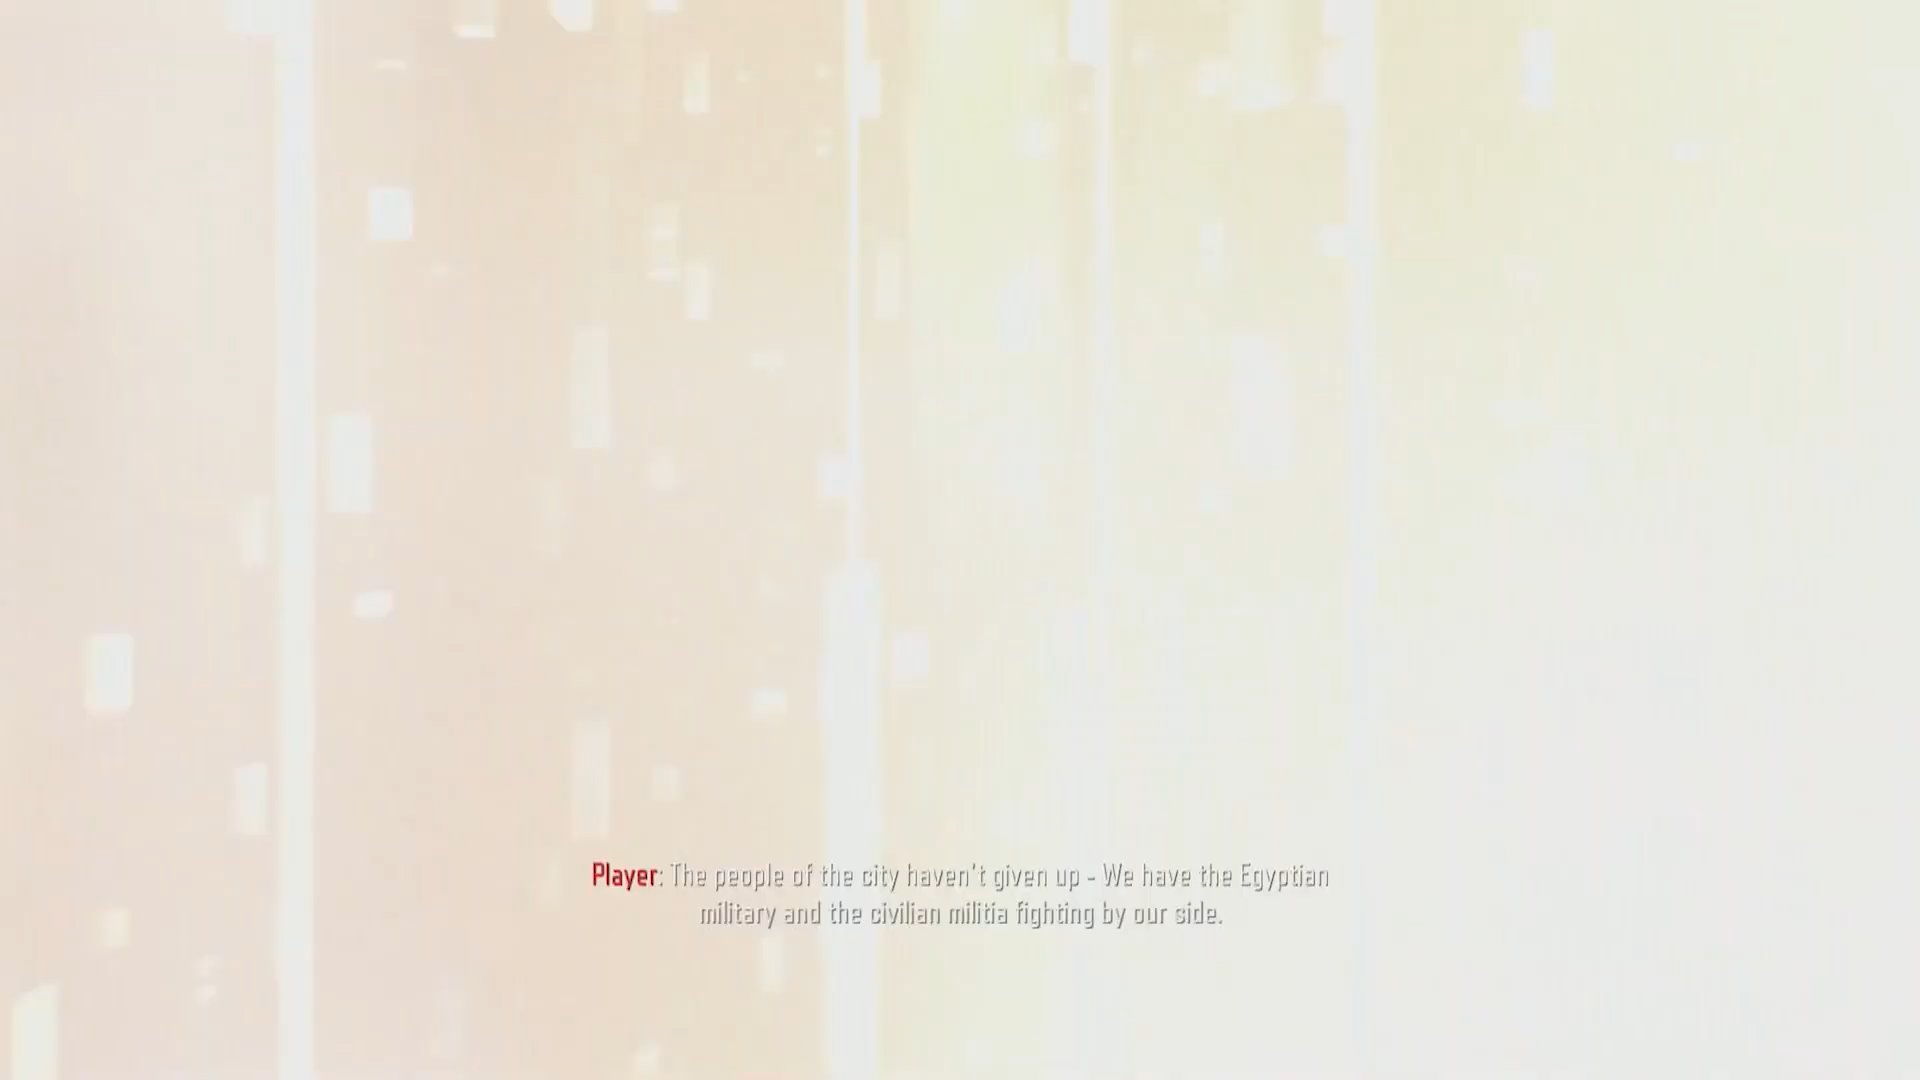 Player: The people of the city haven't given up - We have the Egyptian
military and the civilian militia fighting by our side.